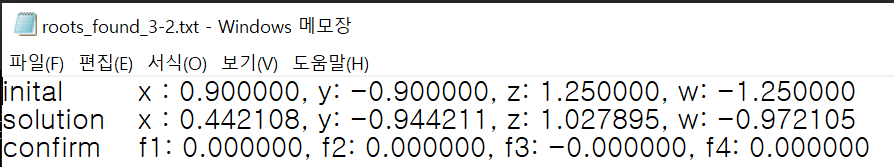 roots_found_3-2.txt - Windows 메모장
파일(F) 편집(E) 서식(O) 보기(V) 도움말(H)
inital x : 0.900000, y: -0.900000, z: 1.250000, w: -1.250000
solution x : 0.442108, y: -0.944211, z: 1.027895, w: -0.972105
confirm f1: 0.000000, f2: 0.000000, f3: -0.000000, f4: 0.000000